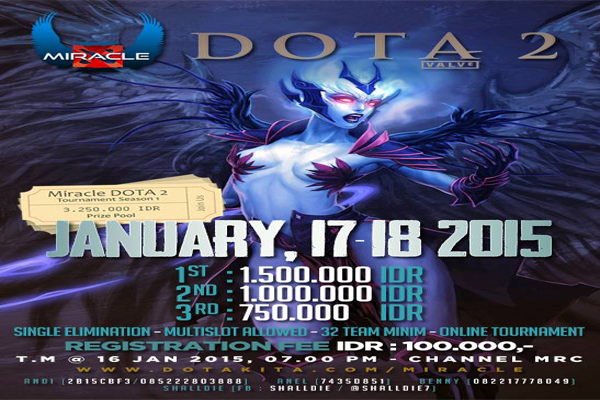 MIRACLE
DOTA 2
VALVE
Miracle DOTA 2
Tournament Season 1
3.250.000 IDR
Prize Pool
Join Us
JANUARY, 17-18 2015
1ST : 1.500.000 IDR
2ND : 1.000.000 IDR
3RD : 750.000 IDR
SINGLE ELIMINATION - MULTISLOT ALLOWED - 32 TEAM MINIM - ONLINE TOURNAMENT
REGISTRATION FEE IDR : 100.000,-
T.M @ 16 JAN 2015, 07.00 PM - CHANNEL MRC
WWW.DOTAKITA.COM/MIRACLE
ANDI (2B15CBF3/085222803888) ANEL (7435D851) BENNY (082217778049)
SHALLDIE (FB : SHALLDIE / @SHALLDIE7)